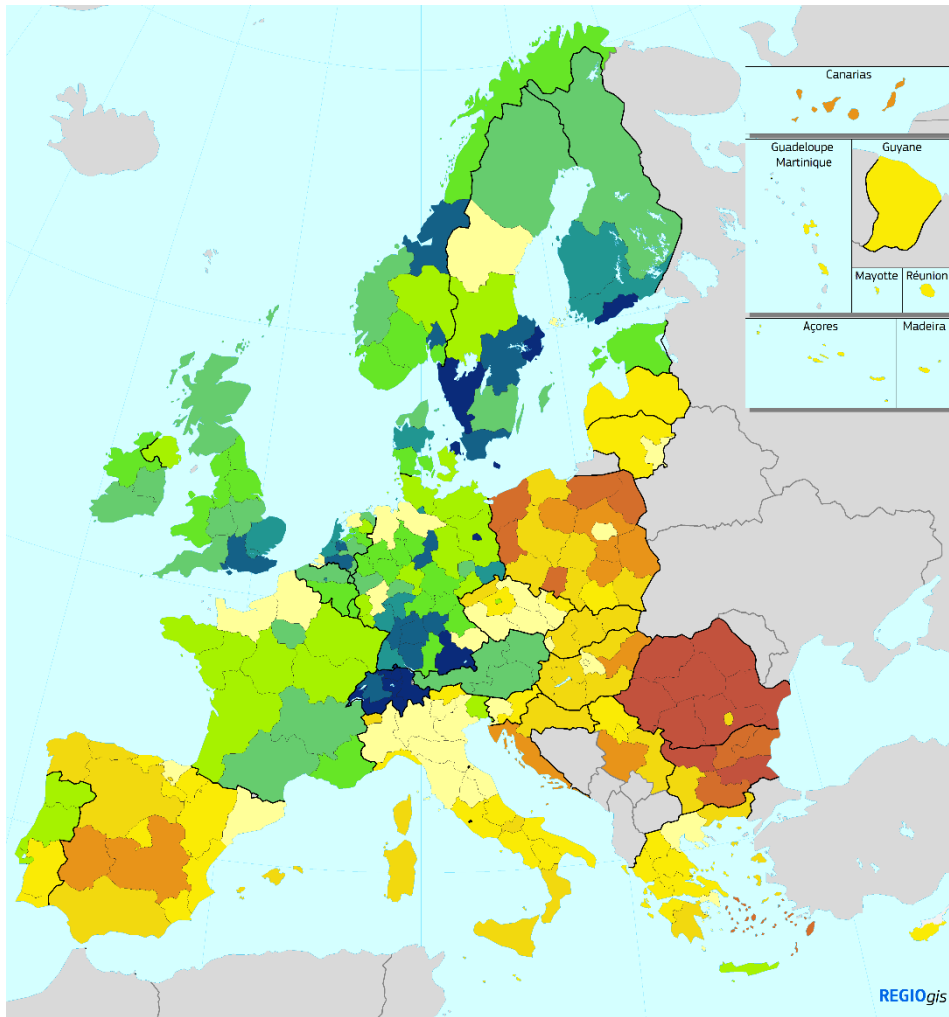 Canarias
Guadeloupe
Martinique
Guyane
Mayotte
Réunion
Açores
Madeira
REGIOgis